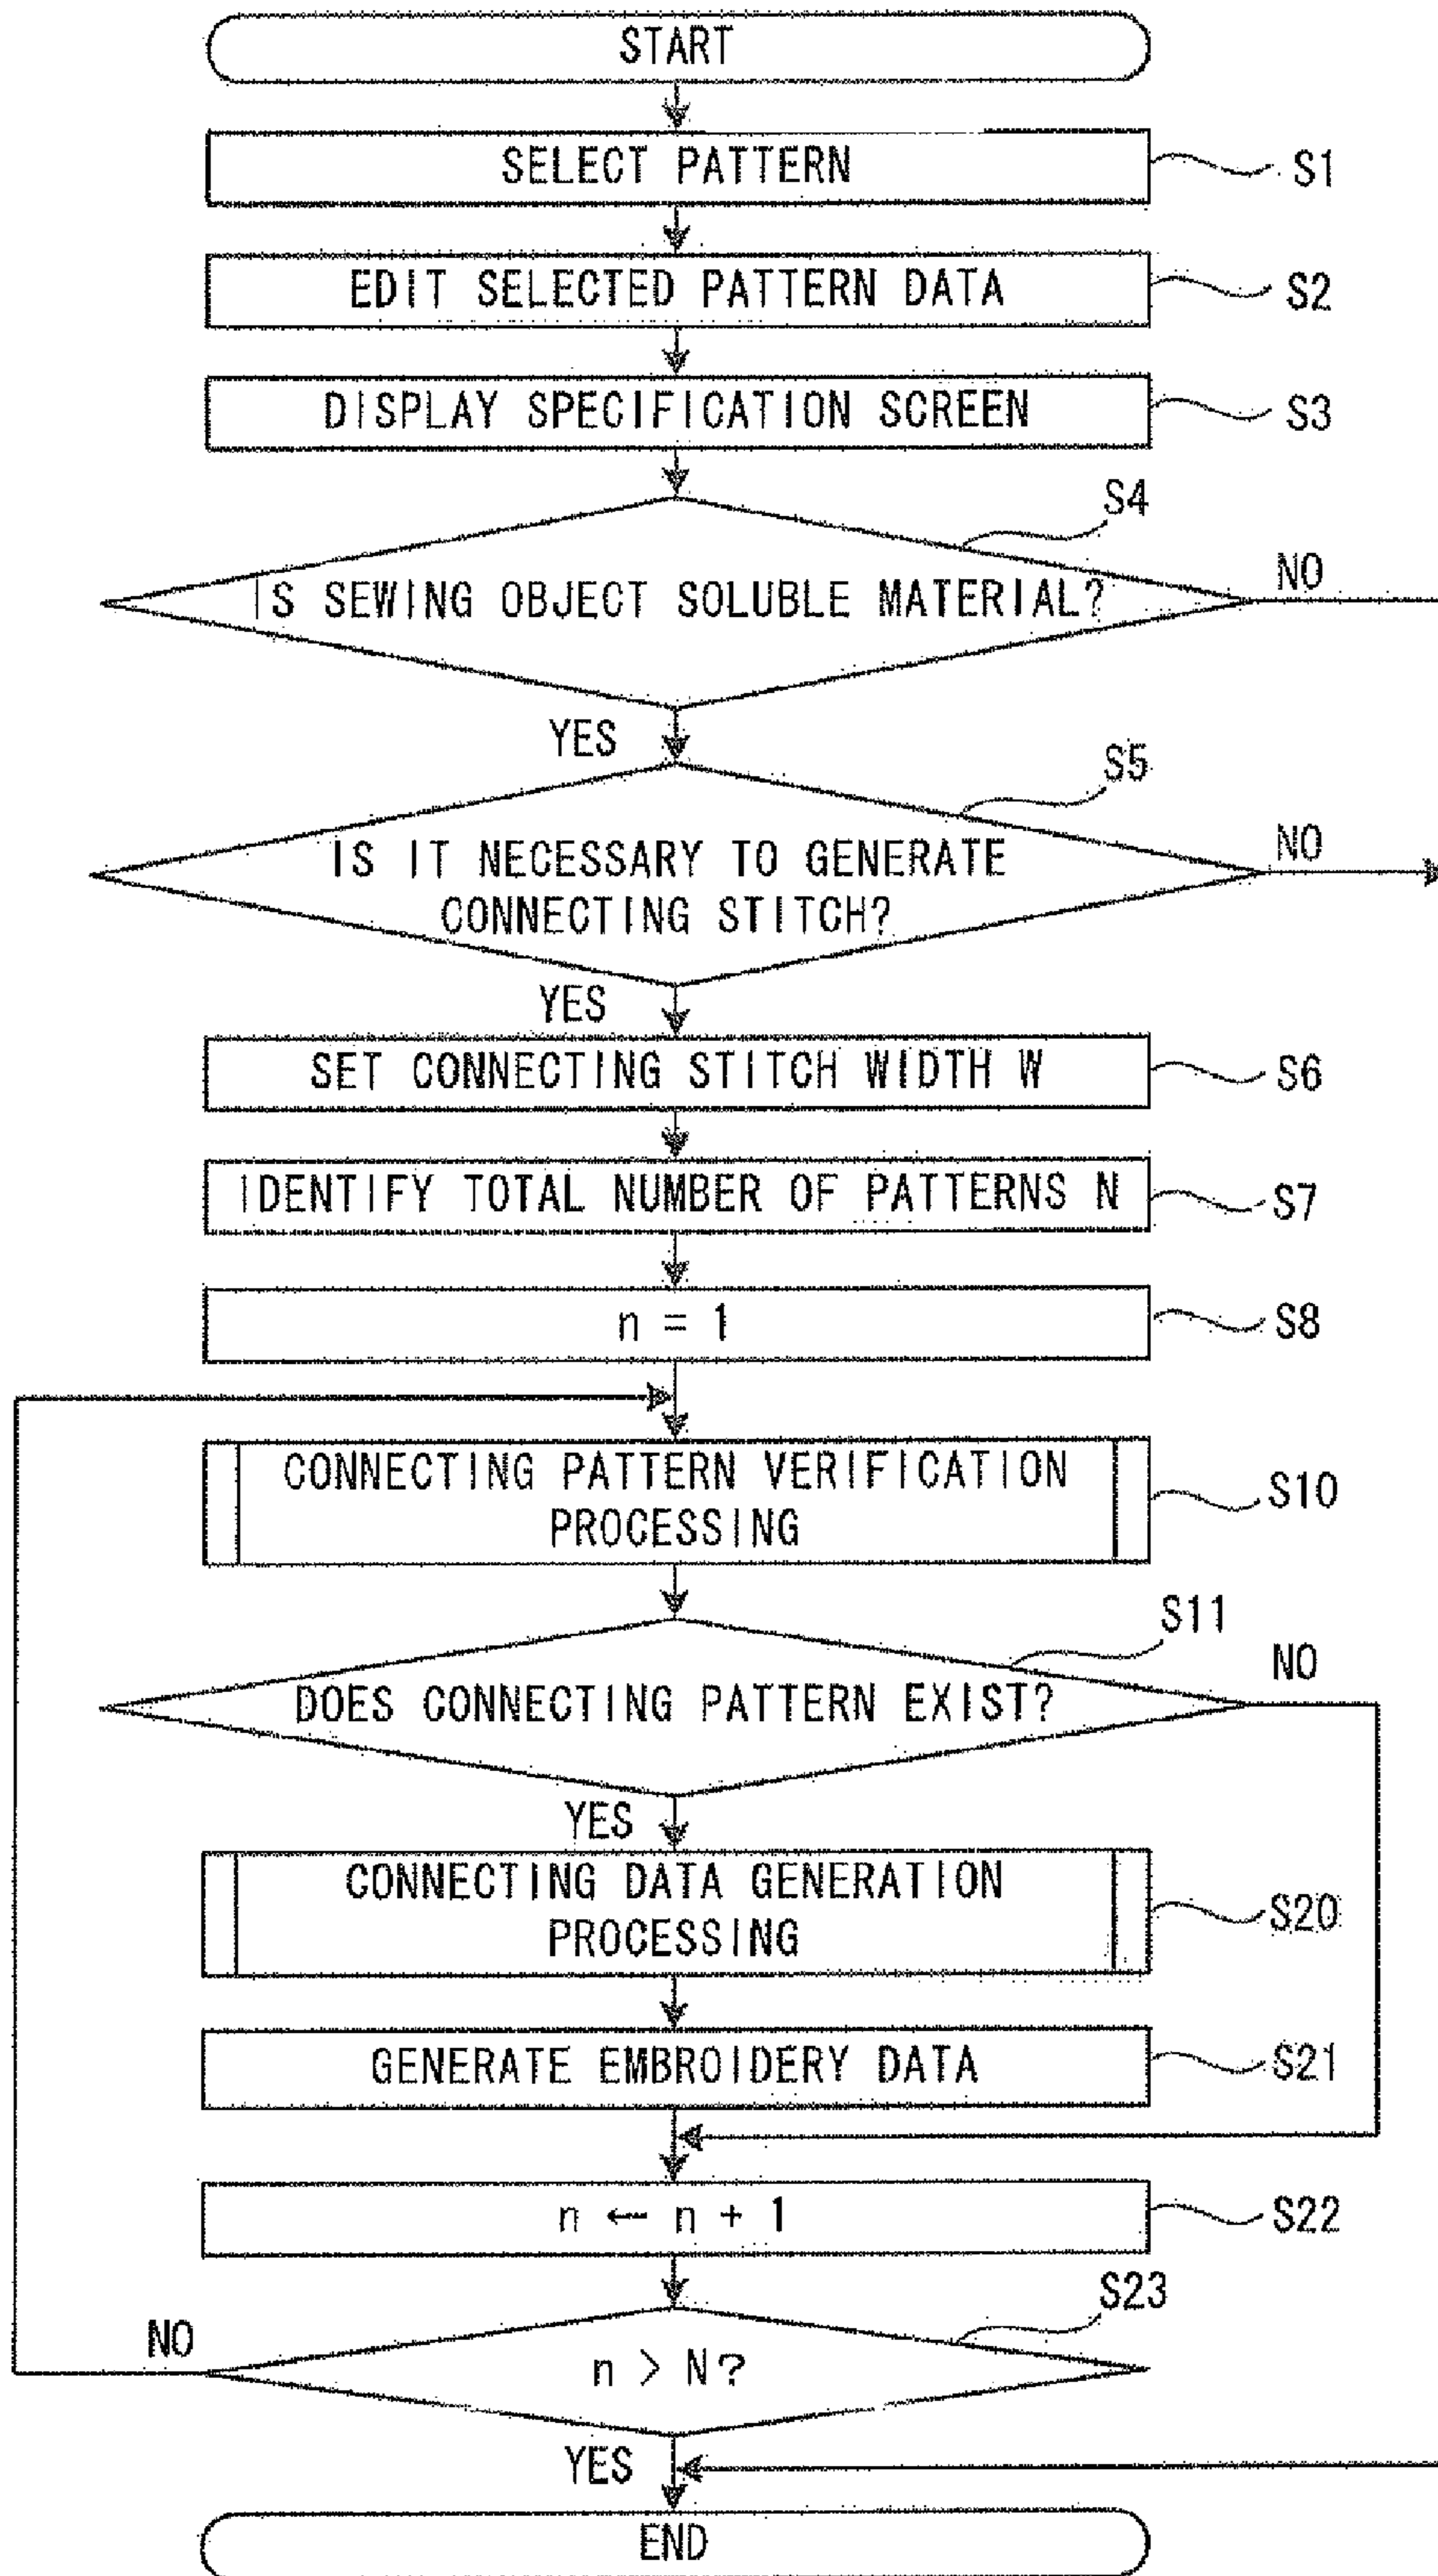 START
SELECT PATTERN
S1
EDIT SELECTED PATTERN DATA
S2
DISPLAY SPECIFICATION SCREEN
S3
S4
IS SEWING OBJECT SOLUBLE MATERIAL?
NO
YES
S5
IS IT NECESSARY TO GENERATE
CONNECTING STITCH?
NO
YES
SET CONNECTING STITCH WIDTH W
S6
IDENTIFY TOTAL NUMBER OF PATTERNS N
S7
n = 1
S8
CONNECTING PATTERN VERIFICATION
PROCESSING
S10
S11
DOES CONNECTING PATTERN EXIST?
NO
YES
CONNECTING DATA GENERATION
PROCESSING
S20
GENERATE EMBROIDERY DATA
S21
n ← n + 1
S22
S23
NO
n > N?
YES
END